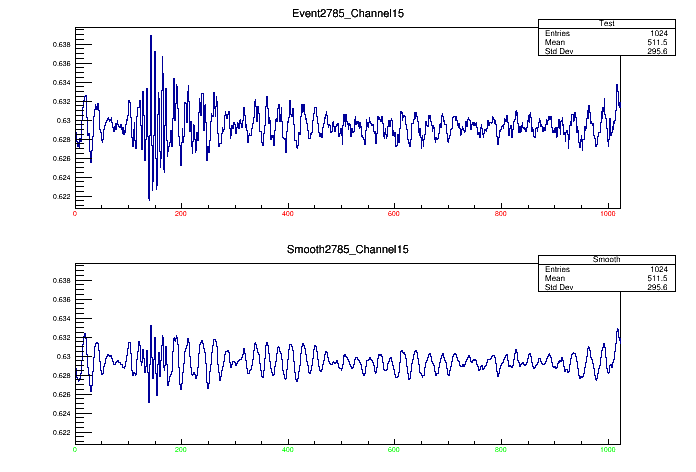 Event2785_Channel15
Test
Entries 1024
Mean 511.5
Std Dev 295.6
0.638
0.636
0.634
0.632
0.63
0.628
0.626
0.624
0.622
0 200 400 600 800 1000
Smooth2785_Channel15
Smooth
Entries 1024
Mean 511.5
Std Dev 295.6
0.638
0.636
0.634
0.632
0.63
0.628
0.626
0.624
0.622
0 200 400 600 800 1000